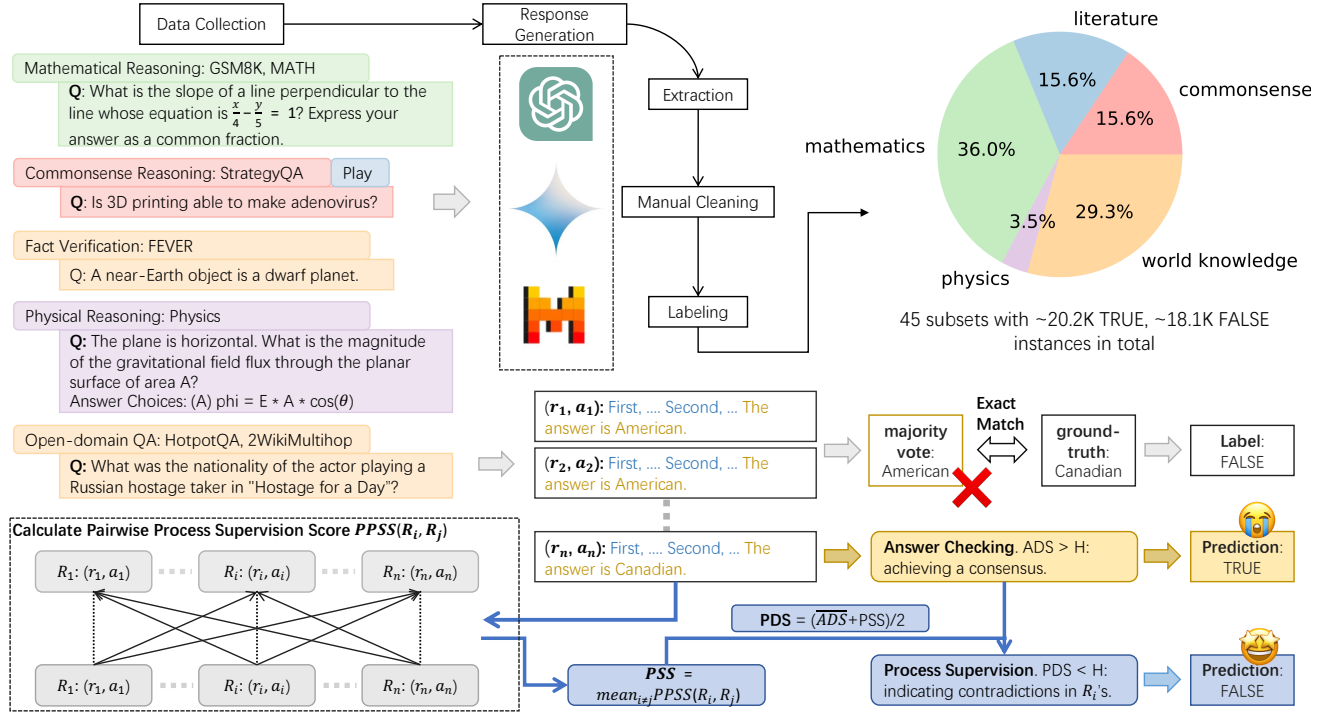 Data Collection
Response
Generation
Extraction
Manual Cleaning
Labeling
Mathematical Reasoning: GSM8K, MATH
Q: What is the slope of a line perpendicular to the
line whose equation is x/4 − y/5 = 1? Express your
answer as a common fraction.
Commonsense Reasoning: StrategyQA
Play
Q: Is 3D printing able to make adenovirus?
Fact Verification: FEVER
Q: A near-Earth object is a dwarf planet.
Physical Reasoning: Physics
Q: The plane is horizontal. What is the magnitude
of the gravitational field flux through the planar
surface of area A?
Answer Choices: (A) phi = E * A * cos(θ)
Open-domain QA: HotpotQA, 2WikiMultihop
Q: What was the nationality of the actor playing a
Russian hostage taker in "Hostage for a Day"?
literature
15.6%
commonsense
15.6%
mathematics
36.0%
3.5%
29.3%
physics
world knowledge
45 subsets with ~20.2K TRUE, ~18.1K FALSE
instances in total
(r₁, a₁): First, .... Second, ... The
answer is American.
(r₂, a₂): First, .... Second, ... The
answer is American.
(rₙ, aₙ): First, .... Second, ... The
answer is Canadian.
majority
vote:
American
Exact
Match
ground-
truth:
Canadian
Label:
FALSE
Answer Checking. ADS > H:
achieving a consensus.
Prediction:
TRUE
Calculate Pairwise Process Supervision Score PPSS(Rᵢ, Rⱼ)
R₁: (r₁, a₁)
Rᵢ: (rᵢ, aᵢ)
Rₙ: (rₙ, aₙ)
R₁: (r₁, a₁)
Rᵢ: (rᵢ, aᵢ)
Rₙ: (rₙ, aₙ)
PDS = (A̅D̅S̅+PSS)/2
PSS =
meanᵢ≠ⱼPPSS(Rᵢ, Rⱼ)
Process Supervision. PDS < H:
indicating contradictions in Rᵢ's.
Prediction:
FALSE